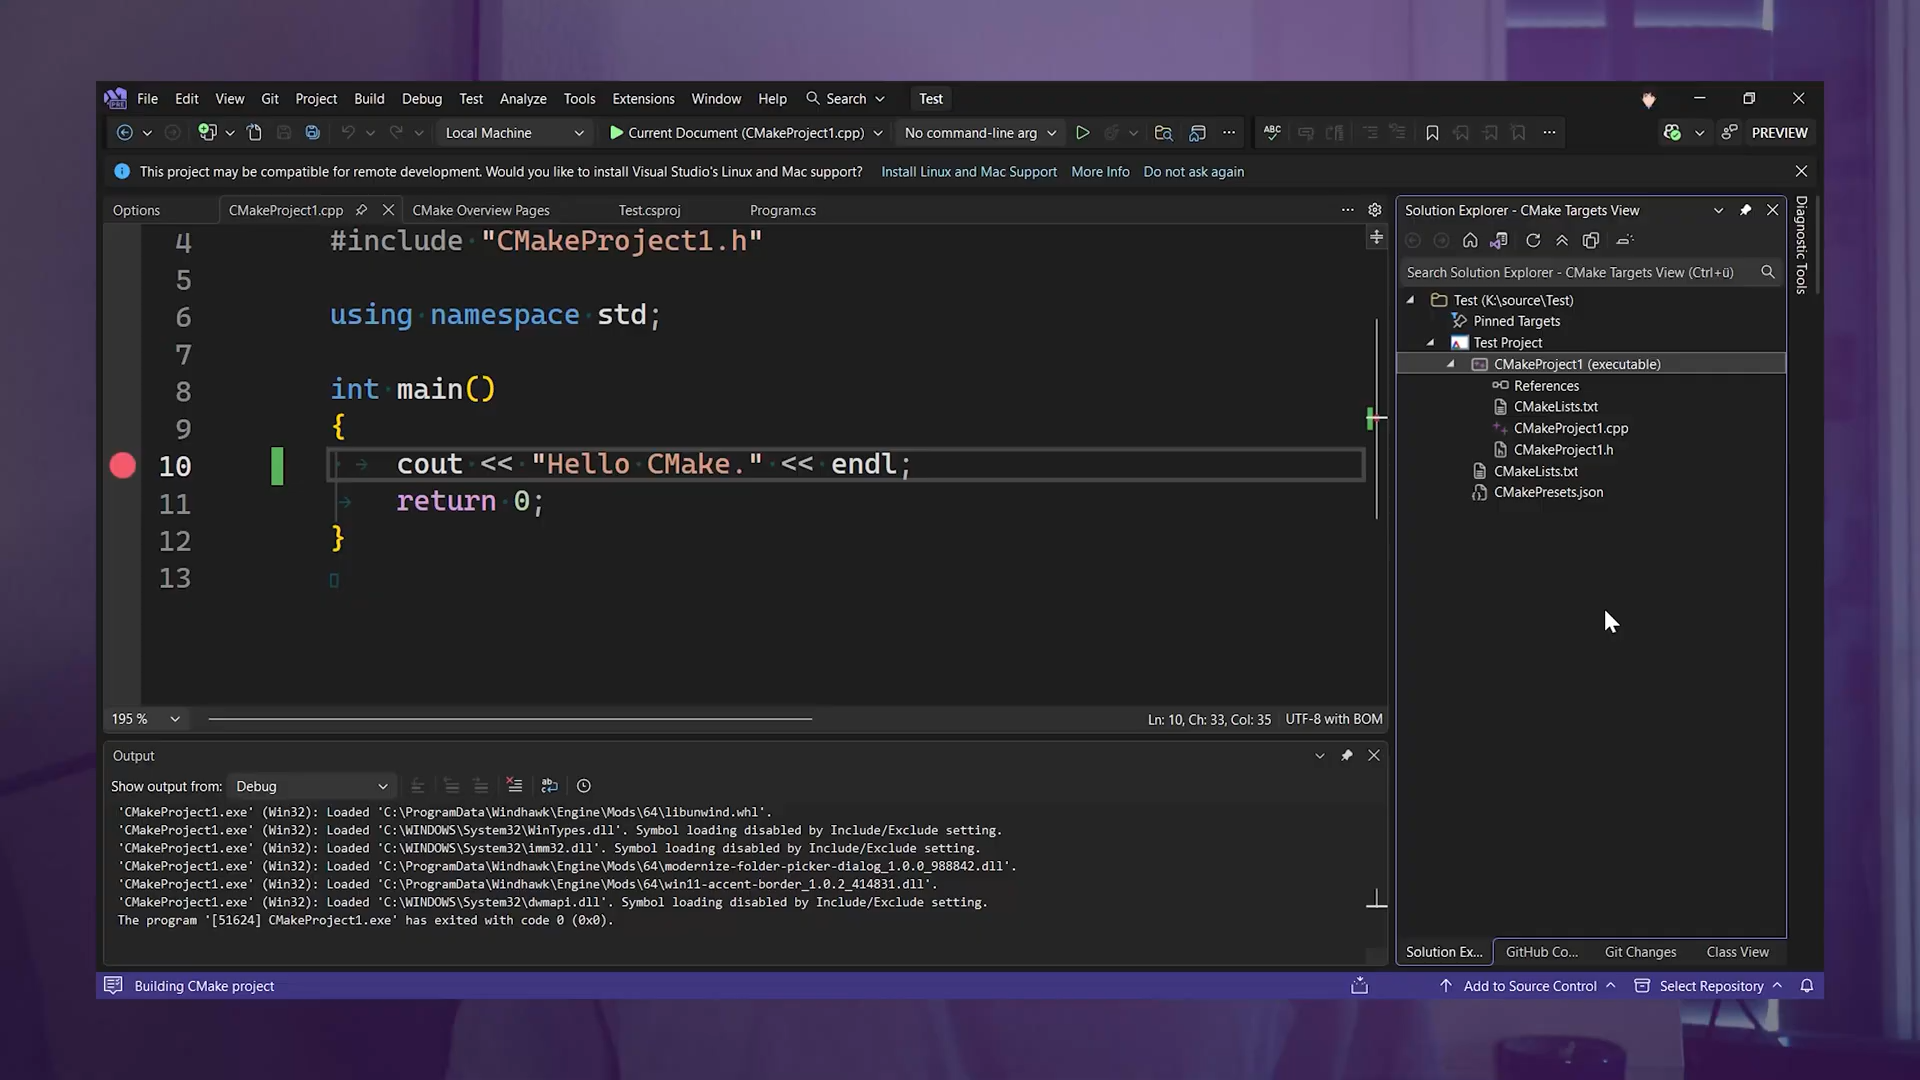 File Edit View Git Project Build Debug Test Analyze Tools Extensions Window Help Search Test
Local Machine Current Document (CMakeProject1.cpp) No command-line arg PREVIEW
This project may be compatible for remote development. Would you like to install Visual Studio's Linux and Mac support? Install Linux and Mac Support More Info Do not ask again
Options CMakeProject1.cpp CMake Overview Pages Test.csproj Program.cs
4 #include "CMakeProject1.h"
5
6 using namespace std;
7
8 int main()
9 {
10 cout << "Hello CMake." << endl;
11 return 0;
12 }
13
195 % Ln: 10, Ch: 33, Col: 35 UTF-8 with BOM
Output
Show output from: Debug
'CMakeProject1.exe' (Win32): Loaded 'C:\ProgramData\Windhawk\Engine\Mods\64\libunwind.whl'.
'CMakeProject1.exe' (Win32): Loaded 'C:\WINDOWS\System32\WinTypes.dll'. Symbol loading disabled by Include/Exclude setting.
'CMakeProject1.exe' (Win32): Loaded 'C:\WINDOWS\System32\imm32.dll'. Symbol loading disabled by Include/Exclude setting.
'CMakeProject1.exe' (Win32): Loaded 'C:\ProgramData\Windhawk\Engine\Mods\64\modernize-folder-picker-dialog_1.0.0_988842.dll'.
'CMakeProject1.exe' (Win32): Loaded 'C:\ProgramData\Windhawk\Engine\Mods\64\win11-accent-border_1.0.2_414831.dll'.
'CMakeProject1.exe' (Win32): Loaded 'C:\WINDOWS\System32\dwmapi.dll'. Symbol loading disabled by Include/Exclude setting.
The program '[51624] CMakeProject1.exe' has exited with code 0 (0x0).
Solution Explorer - CMake Targets View
Search Solution Explorer - CMake Targets View (Ctrl+ü)
Test (K:\source\Test)
Pinned Targets
Test Project
CMakeProject1 (executable)
References
CMakeLists.txt
CMakeProject1.cpp
CMakeProject1.h
CMakeLists.txt
CMakePresets.json
Solution Ex... GitHub Co... Git Changes Class View
Diagnostic Tools
Building CMake project Add to Source Control Select Repository